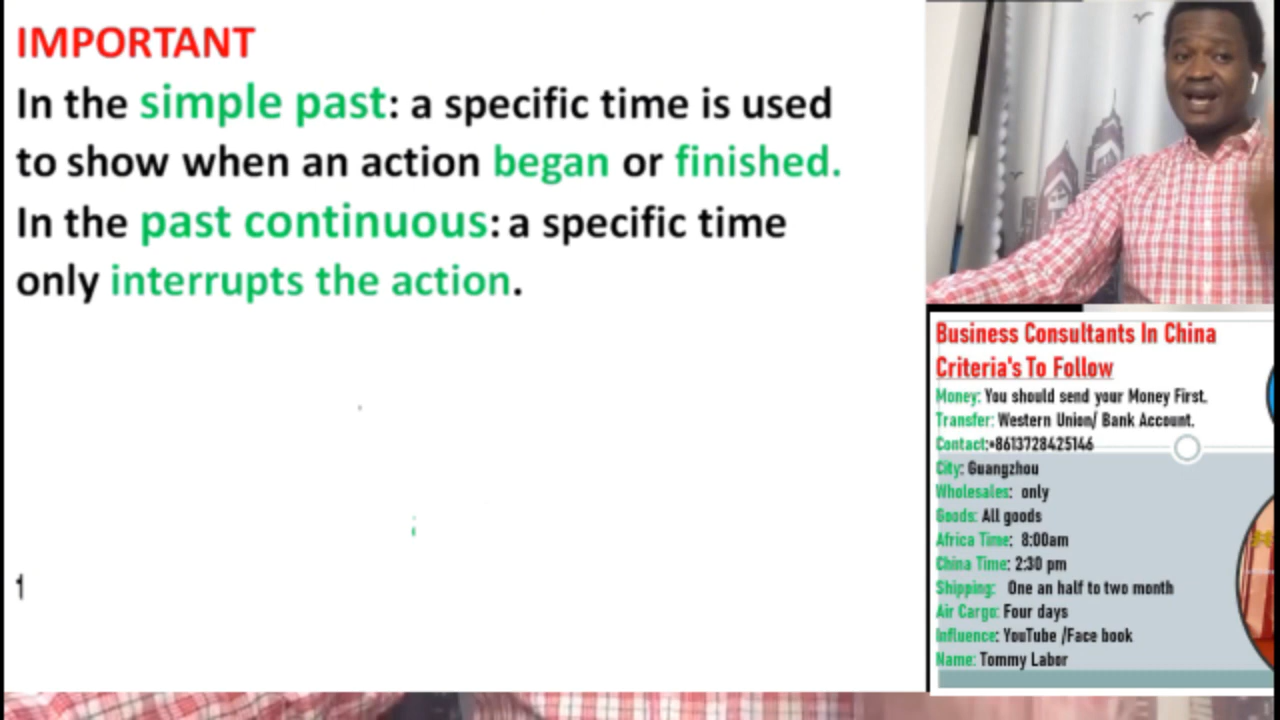 IMPORTANT
In the simple past: a specific time is used
to show when an action began or finished.
In the past continuous: a specific time
only interrupts the action.
1
Business Consultants In China
Criteria's To Follow
Money: You should send your Money First.
Transfer: Western Union/ Bank Account.
Contact:+8613728425146
City: Guangzhou
Wholesales: only
Goods: All goods
Africa Time: 8:00am
China Time: 2:30 pm
Shipping: One an half to two month
Air Cargo: Four days
Influence: YouTube /Face book
Name: Tommy Labor